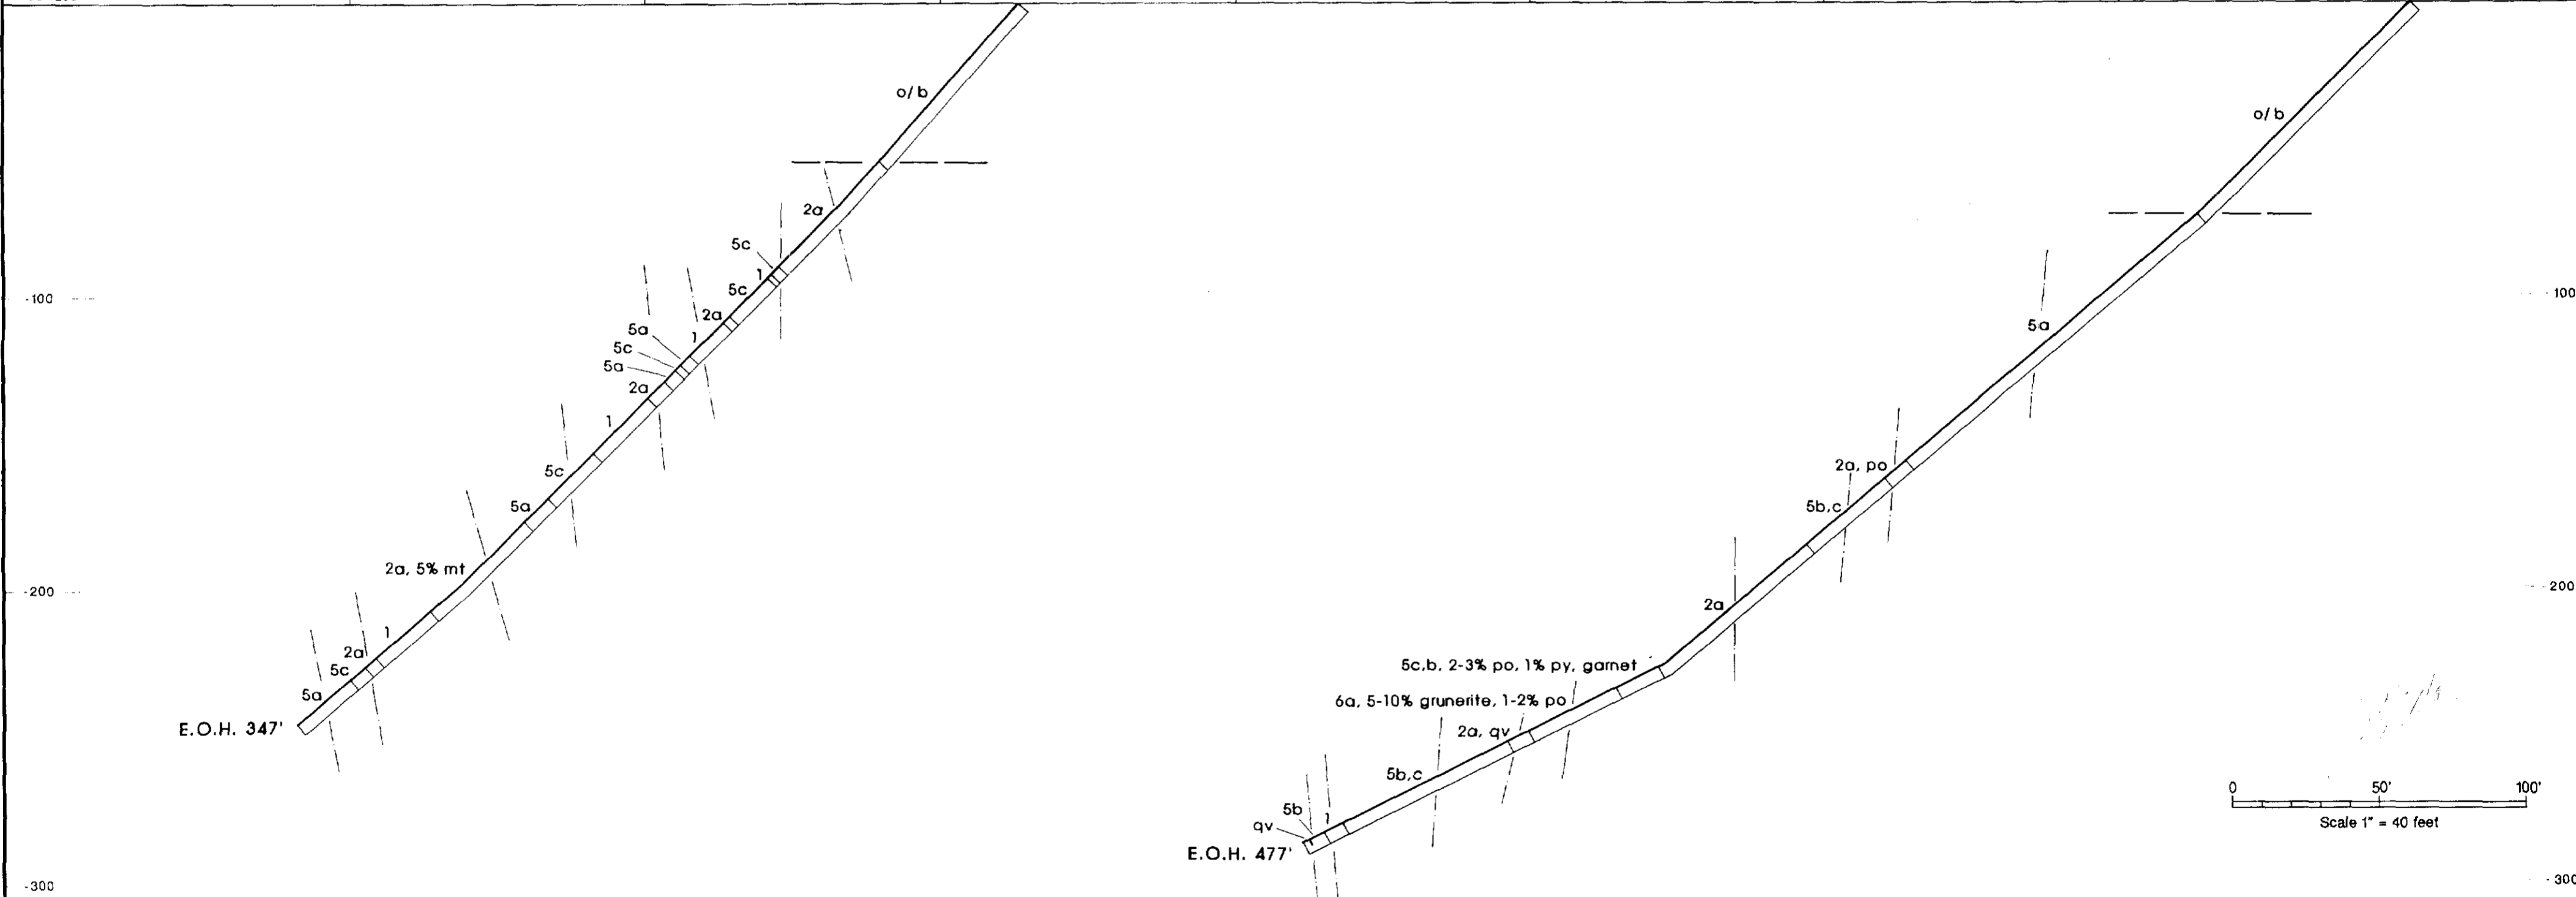 o/b
o/b
2a
5c
1
5c
-100
100
2a
5a
1
5a
5c
5a
2a
1
2a, po
5c
5b,c
5a
2a, 5% mt
-200
-200
2a
1
2a
5c
5c,b, 2-3% po, 1% py, garnet
5a
6a, 5-10% grunerite, 1-2% po
E.O.H. 347'
2a, qv
5b,c
0 50' 100'
Scale 1" = 40 feet
5b
1
qv
E.O.H. 477'
-300
-300